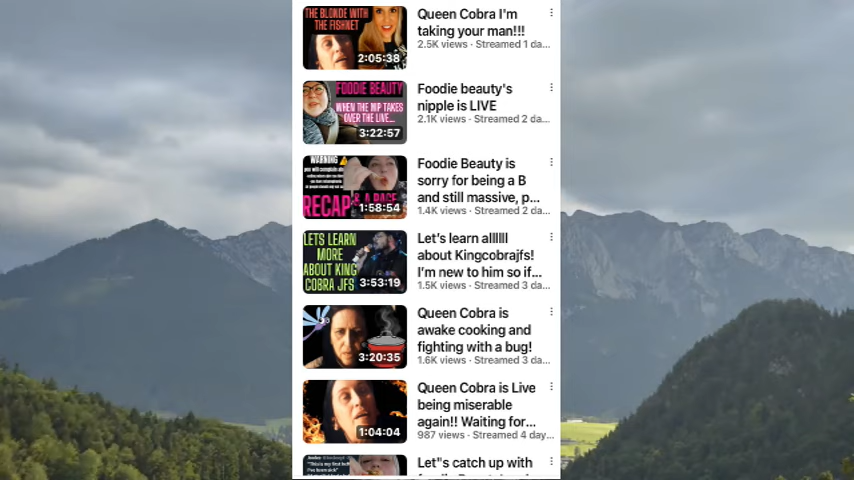 THE BLONDE WITH
THE FISHNET
2:05:38
Queen Cobra I'm
taking your man!!!
2.5K views · Streamed 1 da...
FOODIE BEAUTY
WHEN THE NIP TAKES
OVER THE LIVE...
3:22:57
Foodie beauty's
nipple is LIVE
2.1K views · Streamed 2 da...
WARNING
RECAP
& A RAGE
1:58:54
Foodie Beauty is
sorry for being a B
and still massive, p...
1.4K views · Streamed 2 da...
LETS LEARN
MORE
ABOUT KING
COBRA JFS
3:53:19
Let's learn allllll
about Kingcobrajfs!
I'm new to him so if...
1.5K views · Streamed 3 da...
3:20:35
Queen Cobra is
awake cooking and
fighting with a bug!
1.6K views · Streamed 3 da...
1:04:04
Queen Cobra is Live
being miserable
again!! Waiting for...
987 views · Streamed 4 day...
Let"s catch up with